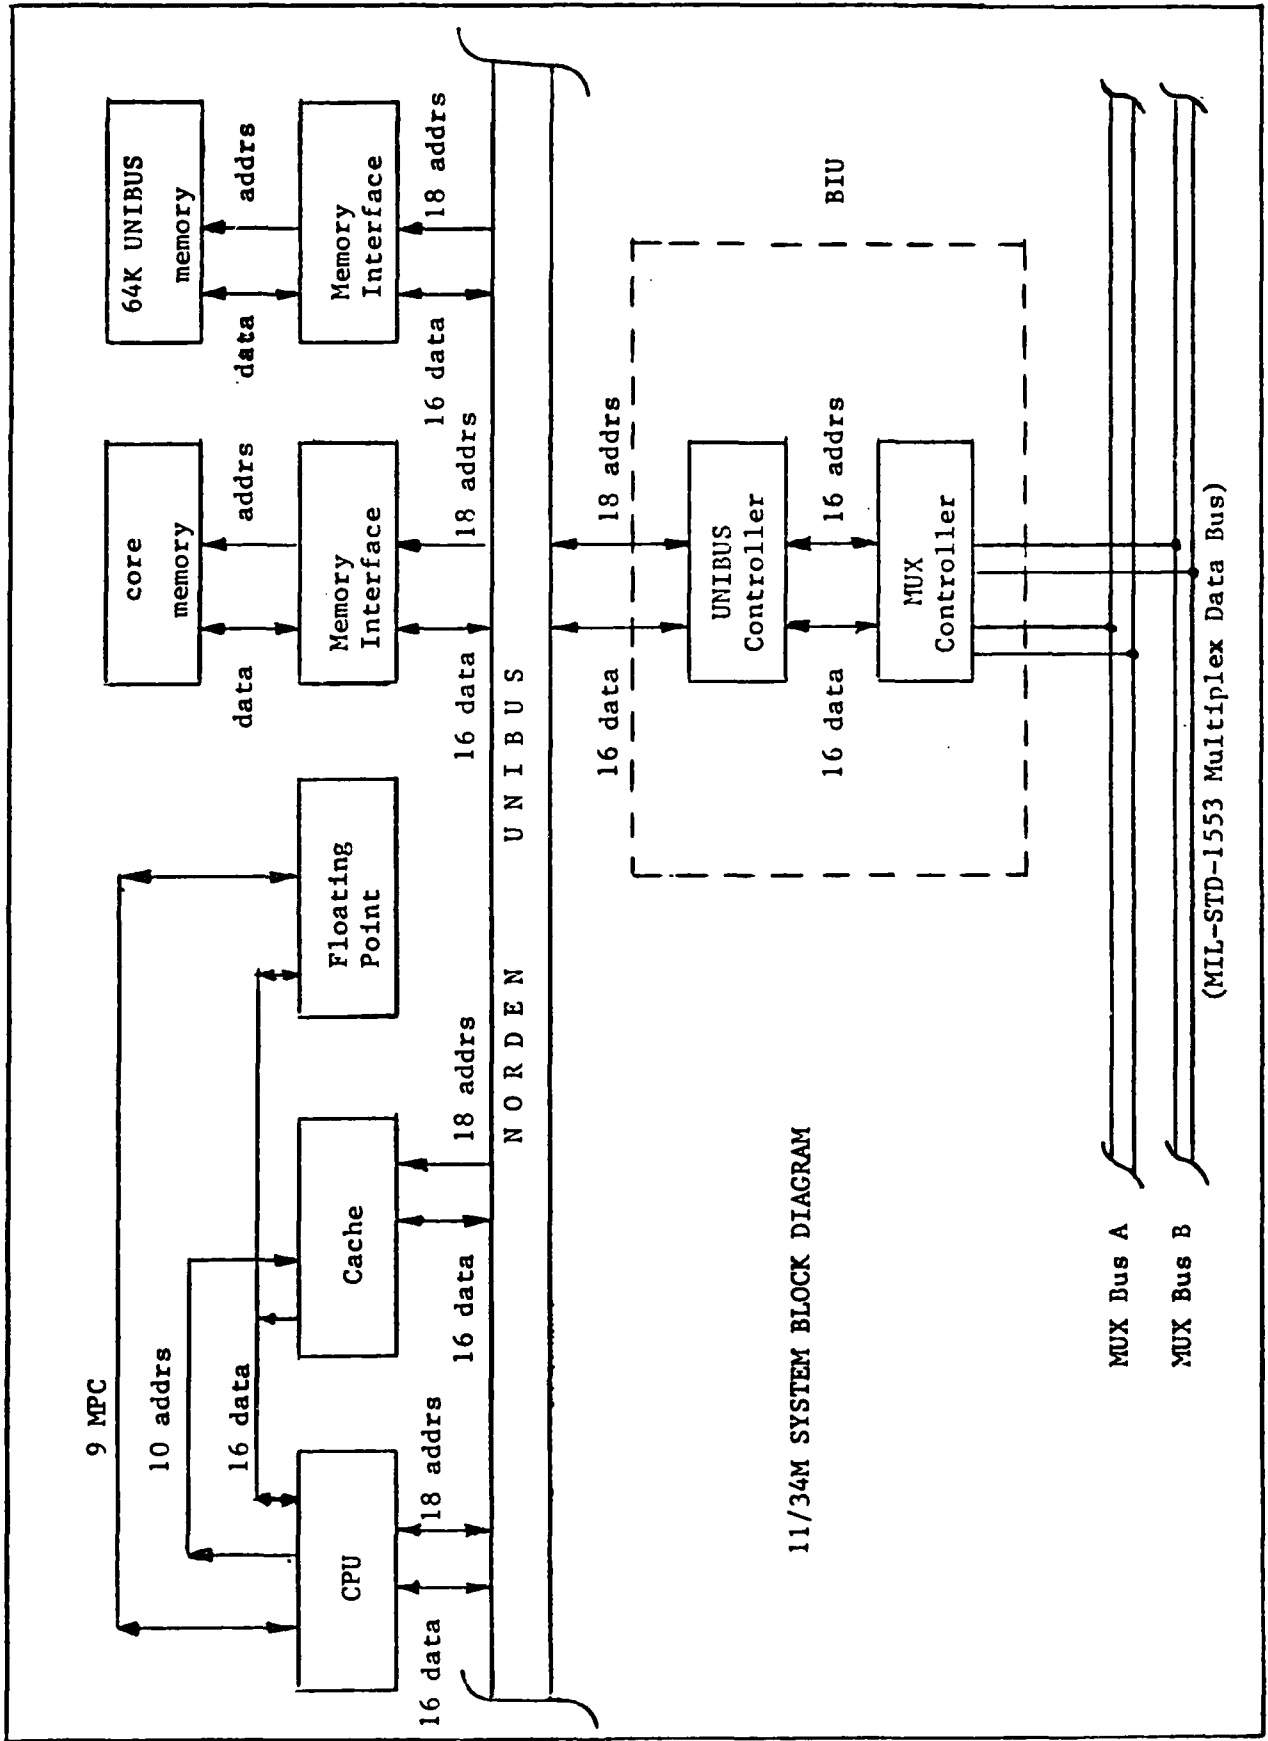 9 MPC
10 addrs
16 data
CPU
Cache
Floating
Point
core
memory
64K UNIBUS
memory
data
addrs
data
addrs
Memory
Interface
Memory
Interface
16 data
18 addrs
16 data
18 addrs
16 data
18 addrs
16 data
18 addrs
NORDEN UNIBUS
16 data
18 addrs
BIU
UNIBUS
Controller
16 data
16 addrs
MUX
Controller
11/34M SYSTEM BLOCK DIAGRAM
MUX Bus A
MUX Bus B
(MIL-STD-1553 Multiplex Data Bus)